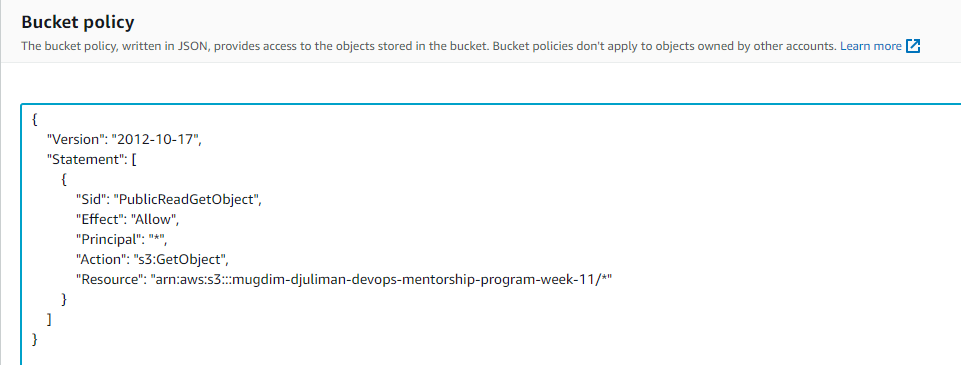 Bucket policy
The bucket policy, written in JSON, provides access to the objects stored in the bucket. Bucket policies don't apply to objects owned by other accounts. Learn more
{
    "Version": "2012-10-17",
    "Statement": [
        {
            "Sid": "PublicReadGetObject",
            "Effect": "Allow",
            "Principal": "*",
            "Action": "s3:GetObject",
            "Resource": "arn:aws:s3:::mugdim-djuliman-devops-mentorship-program-week-11/*"
        }
    ]
}